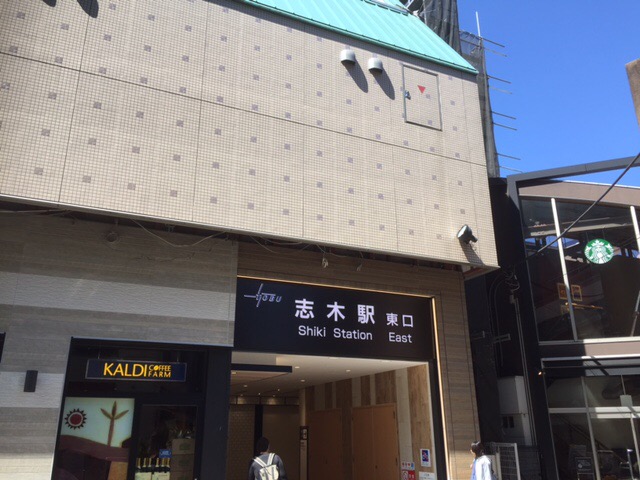 TOBU
志木駅 東口
Shiki Station East
KALDI COFFEE FARM